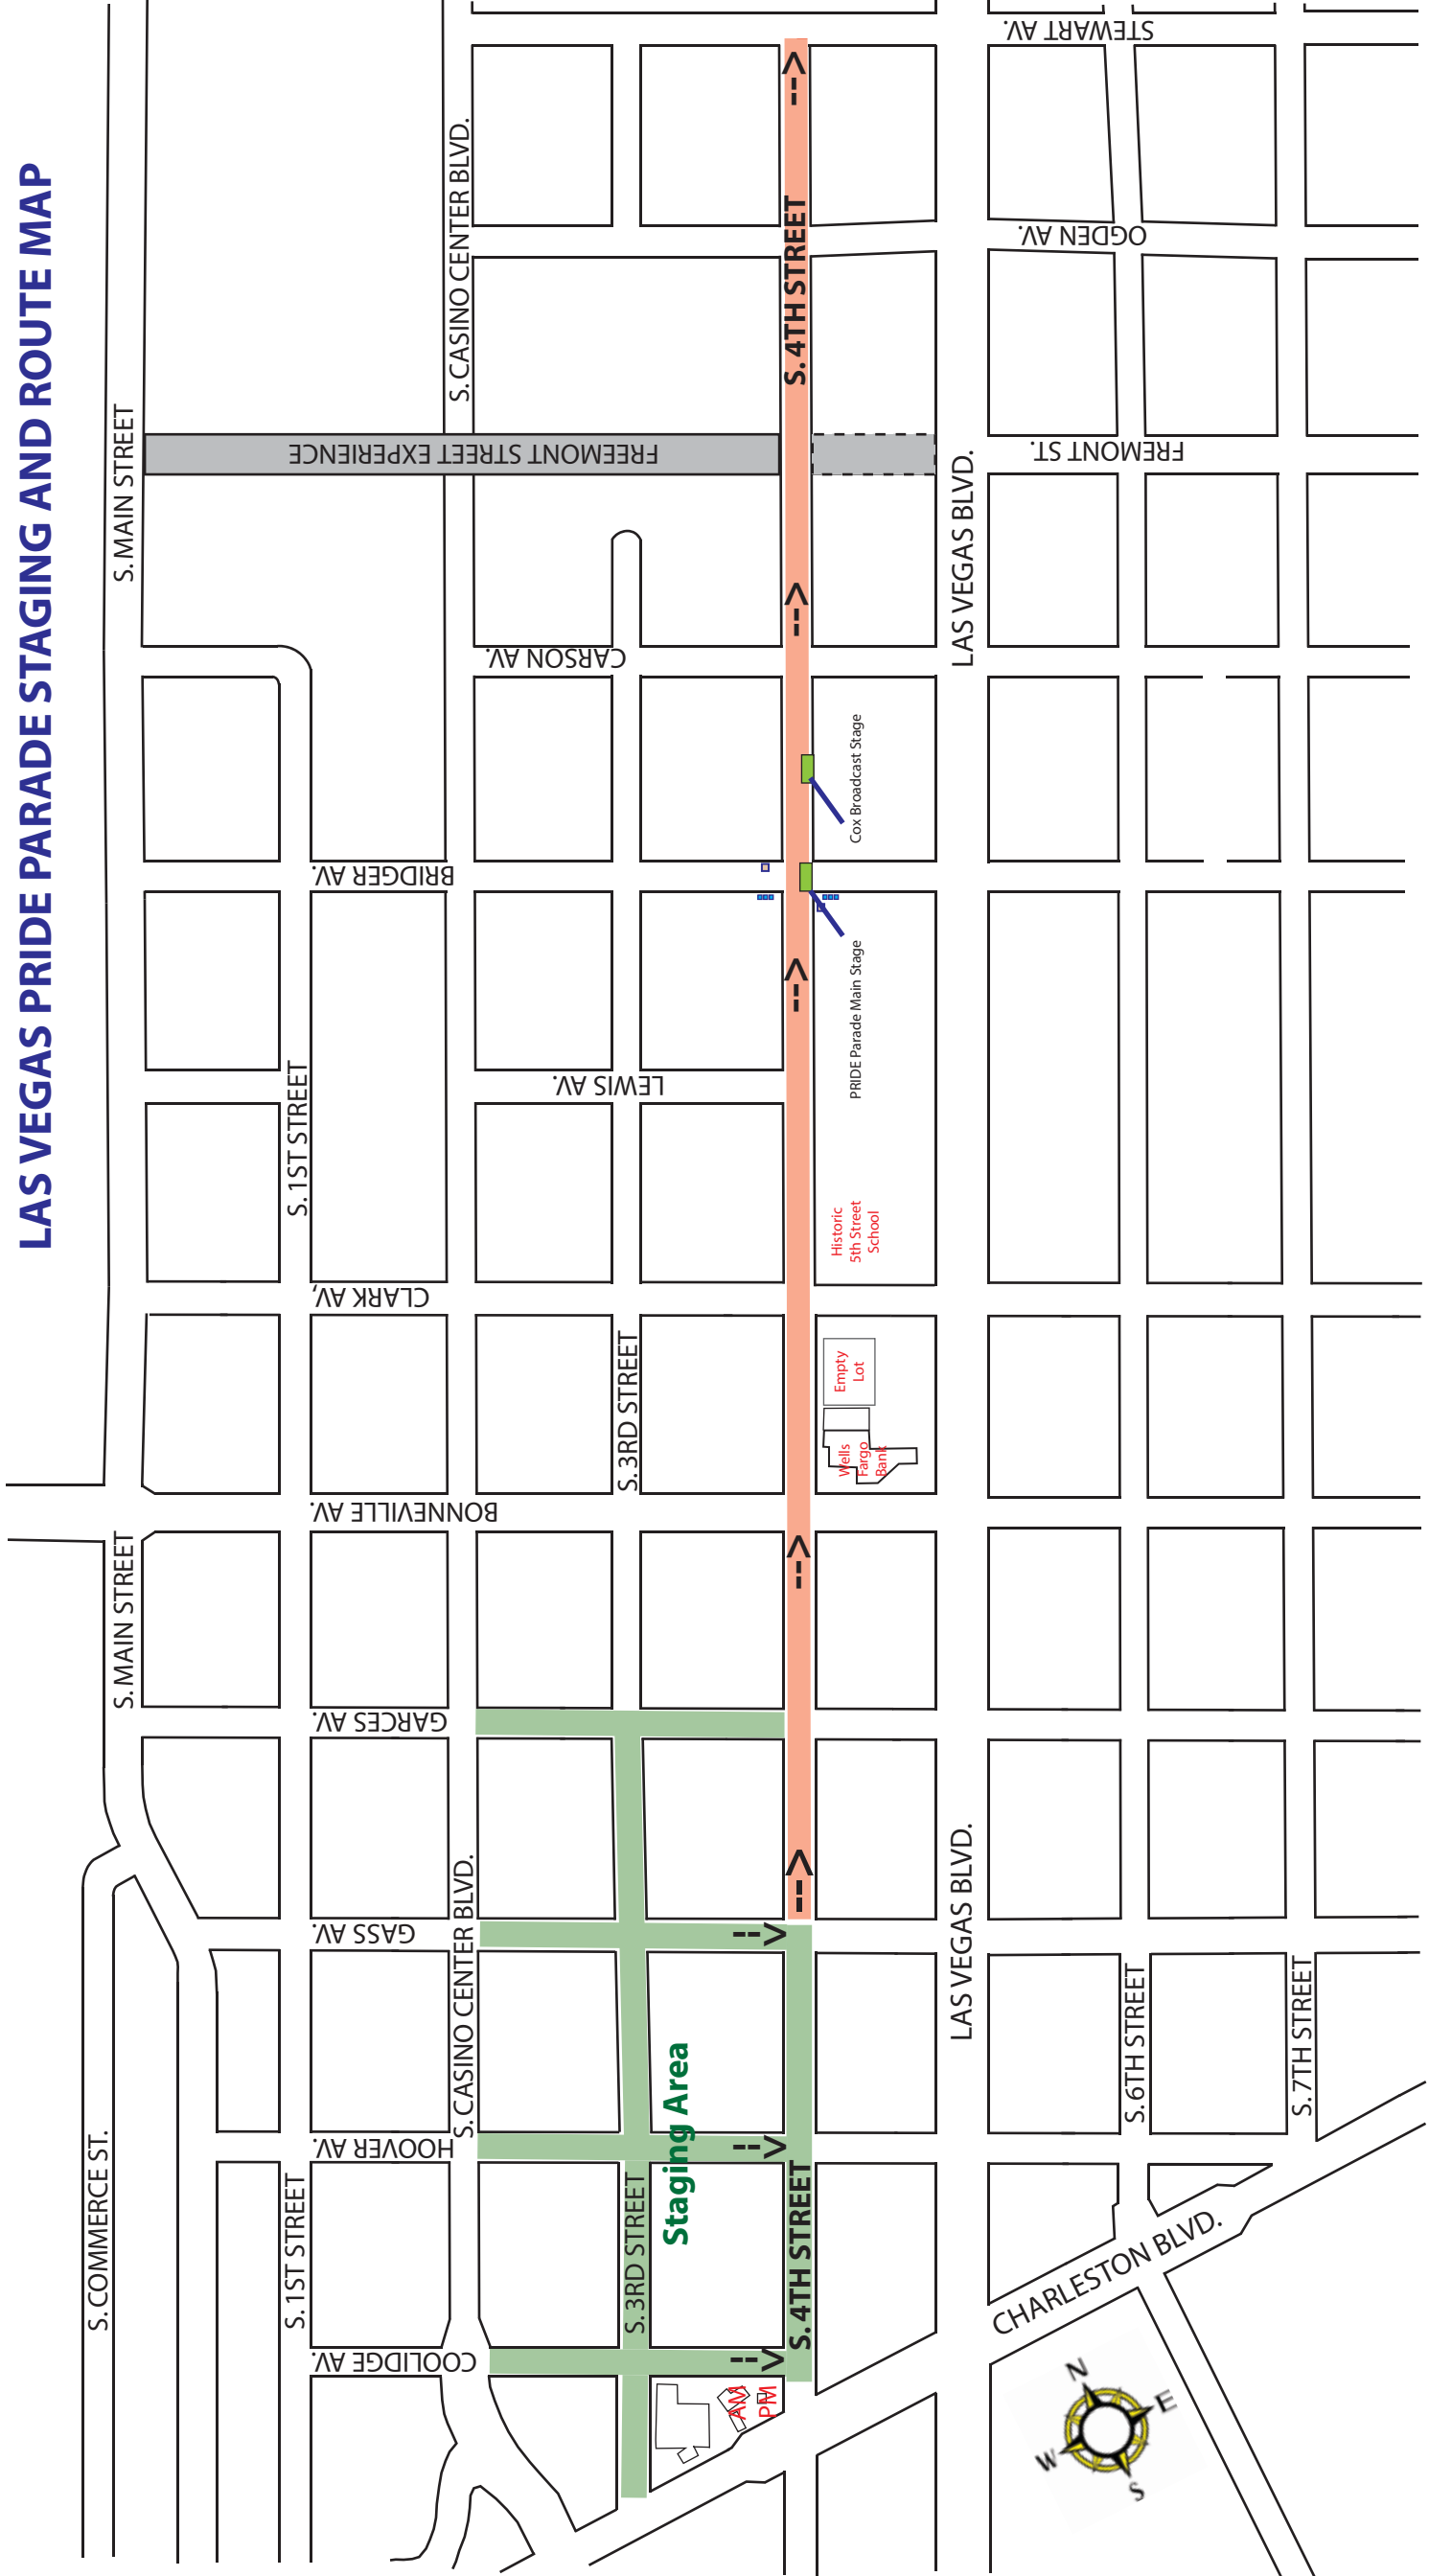 LAS VEGAS PRIDE PARADE STAGING AND ROUTE MAP
STEWART AV.
S. CASINO CENTER BLVD.
S. 4TH STREET
OGDEN AV.
S. MAIN STREET
FREEMONT STREET EXPERIENCE
FREMONT ST.
LAS VEGAS BLVD.
CARSON AV.
Cox Broadcast Stage
BRIDGER AV.
PRIDE Parade Main Stage
LEWIS AV.
S. 1ST STREET
Historic
5th Street
School
CLARK AV,
S. 3RD STREET
Empty
Lot
Wells
Fargo
Bank
BONNEVILLE AV.
S. MAIN STREET
GARCES AV.
LAS VEGAS BLVD.
S. CASINO CENTER BLVD.
GASS AV.
S. 6TH STREET
S. 7TH STREET
Staging Area
HOOVER AV.
S. COMMERCE ST.
S. 1ST STREET
S. 3RD STREET
S. 4TH STREET
CHARLESTON BLVD.
COOLIDGE AV.
AM
PM
N
E
W
S